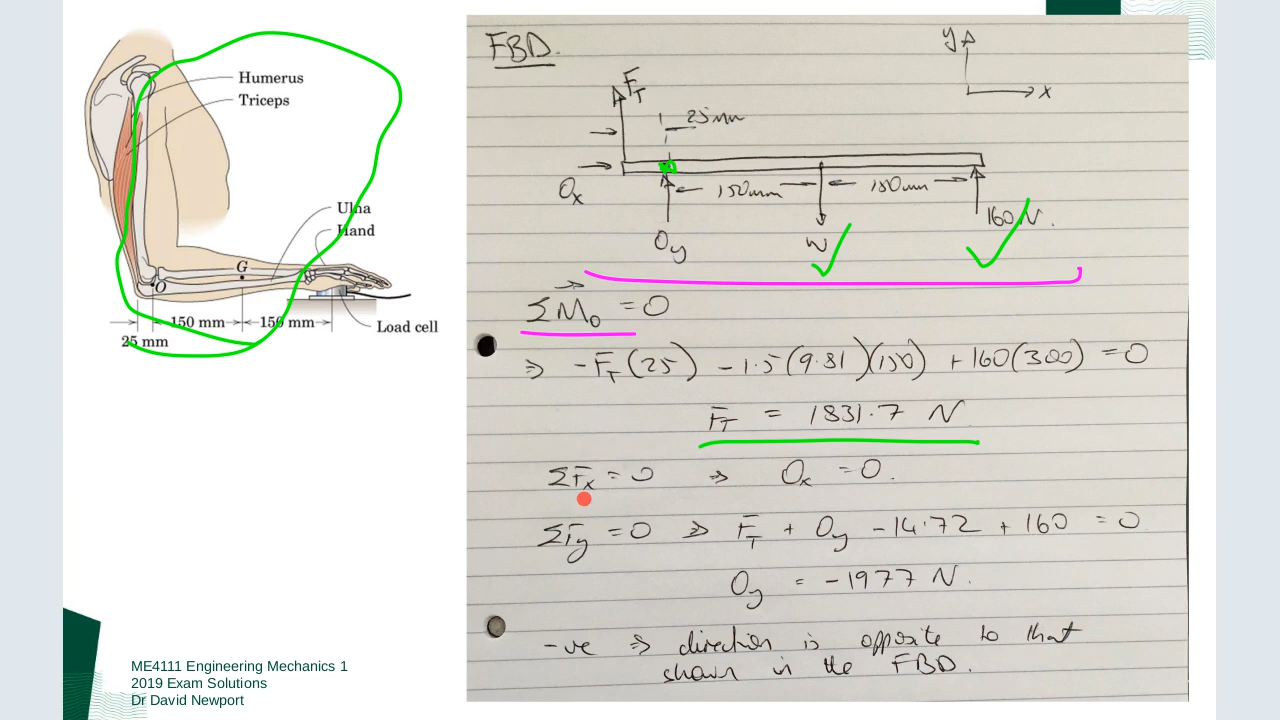 Humerus
Triceps
Ulna
Hand
G
O
150 mm
150 mm
25 mm
Load cell
FBD.
y
x
F_T
25mm
O_x
150mm
150mm
O_y
W
160N.
ΣM_O = 0
⇒ -F_T(25) - 1.5(9.81)(150) + 160(300) = 0
F_T = 1831.7 N
ΣF_x = 0 ⇒ O_x = 0.
ΣF_y = 0 ⇒ F_T + O_y - 14.72 + 160 = 0
O_y = -1977 N.
-ve ⇒ direction is opposite to that
shown in the FBD.
ME4111 Engineering Mechanics 1
2019 Exam Solutions
Dr David Newport